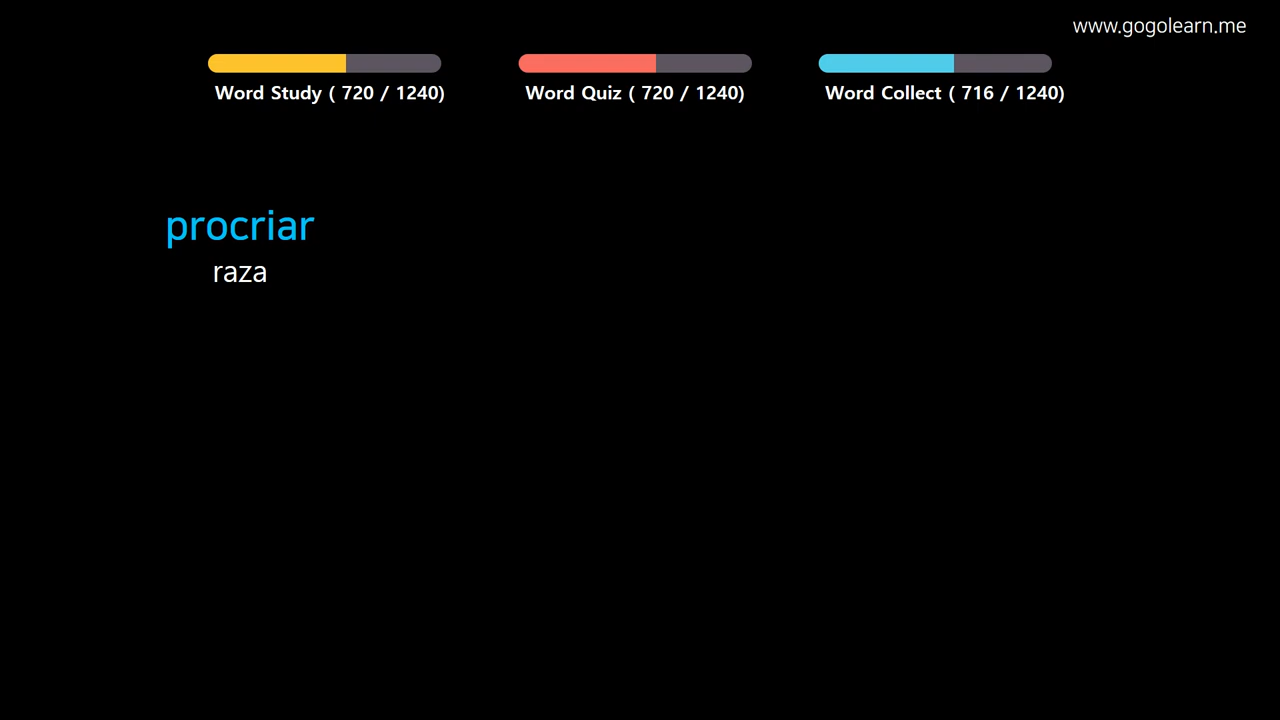 www.gogolearn.me
Word Study ( 720 / 1240)
Word Quiz ( 720 / 1240)
Word Collect ( 716 / 1240)
procriar
raza